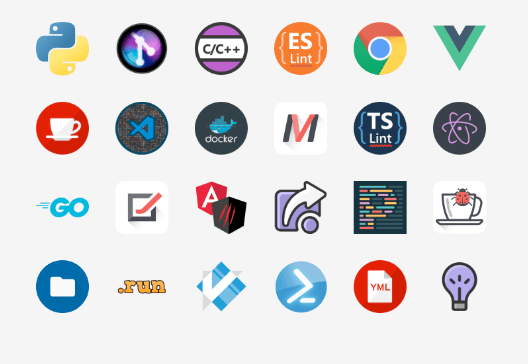 C/C++
{ES}
Lint
docker
{TS}
Lint
GO
A
.run
YML